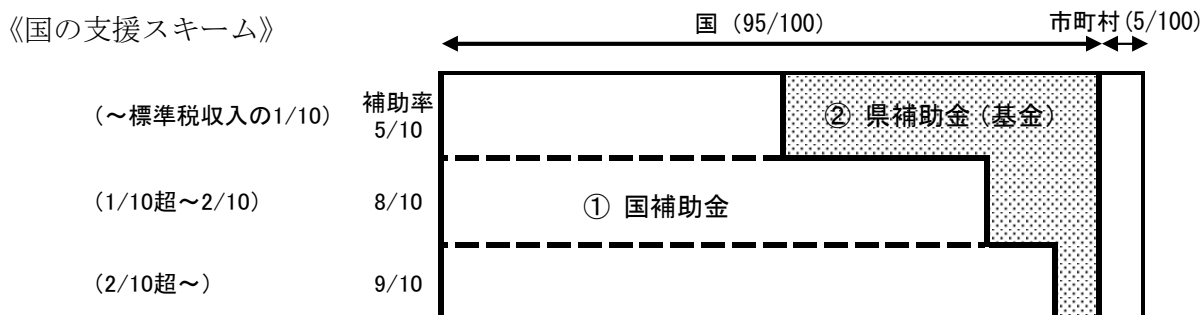 《国の支援スキーム》
国 (95/100)
市町村(5/100)
(～標準税収入の1/10)
補助率
5/10
② 県補助金(基金)
(1/10超～2/10)
8/10
① 国補助金
(2/10超～)
9/10